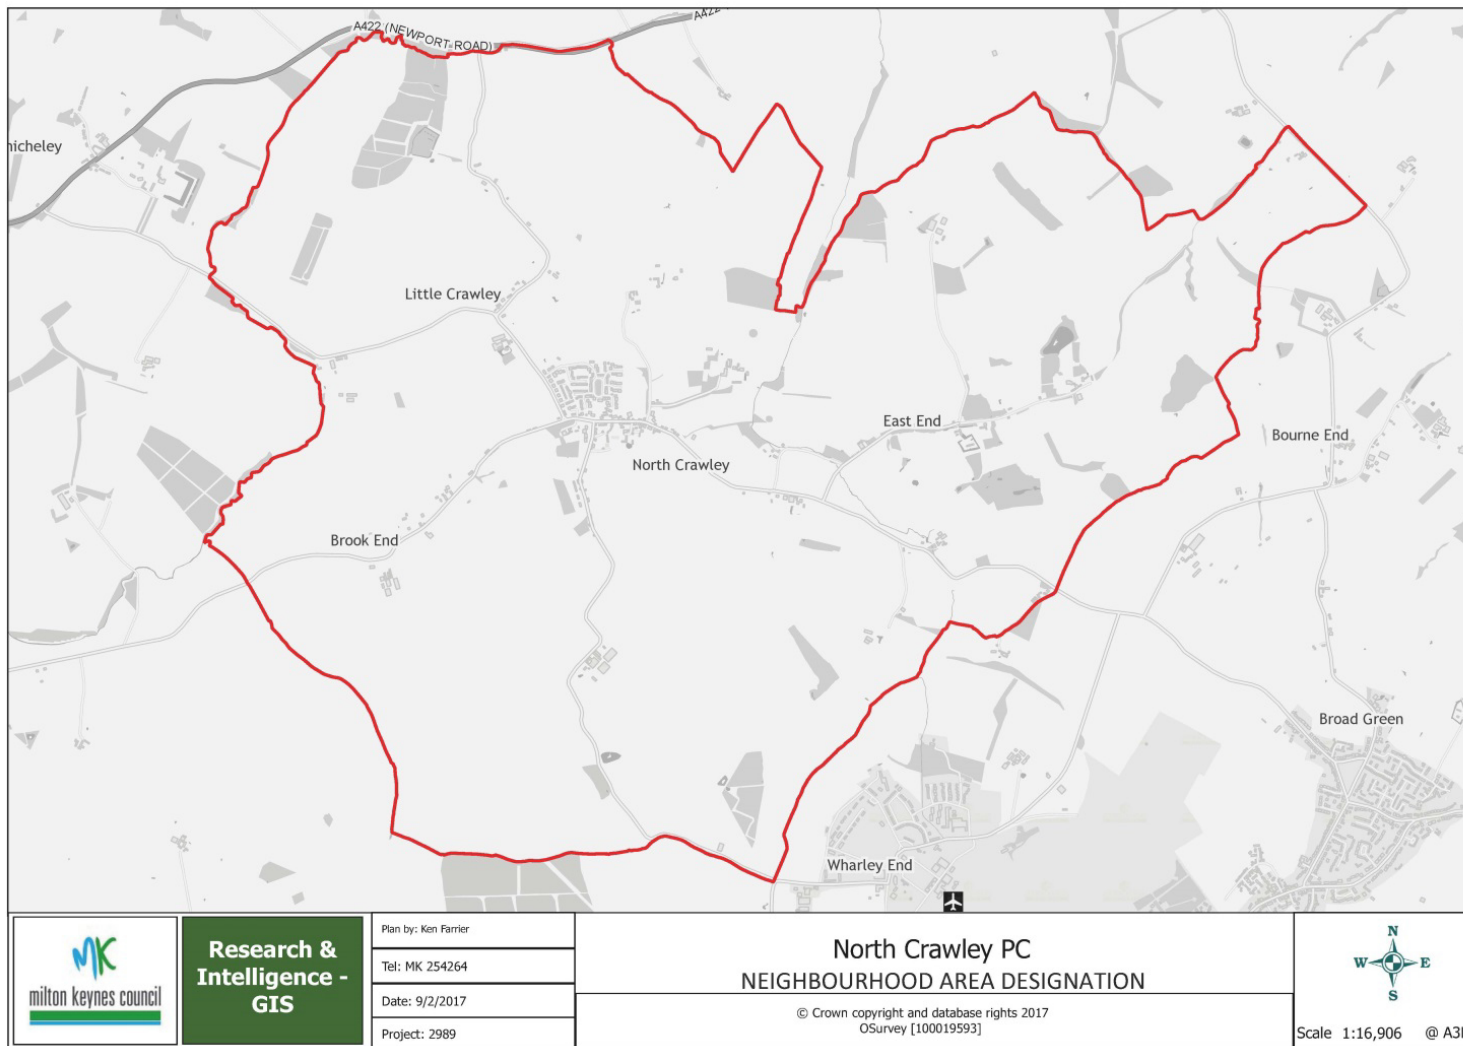 A422 (NEWPORT ROAD)
A422
Little Crawley
East End
Bourne End
North Crawley
Brook End
Broad Green
Wharley End
MK
milton keynes council
Research &
Intelligence -
GIS
Plan by: Ken Farrier
Tel: MK 254264
Date: 9/2/2017
Project: 2989
North Crawley PC
NEIGHBOURHOOD AREA DESIGNATION
© Crown copyright and database rights 2017
OSurvey [100019593]
N
W E
S
Scale 1:16,906 @ A3